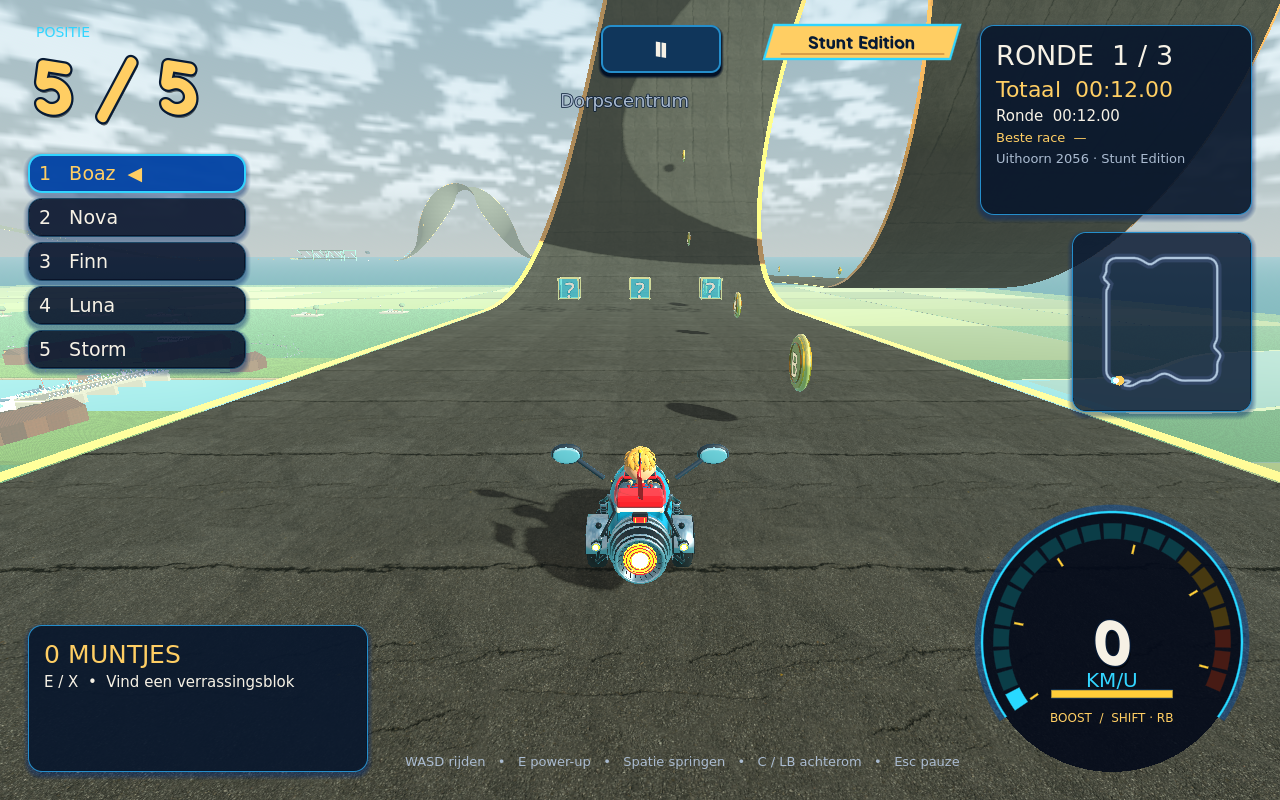 POSITIE
5 / 5
1 Boaz ◀
2 Nova
3 Finn
4 Luna
5 Storm
Dorpscentrum
Stunt Edition
RONDE 1 / 3
Totaal 00:12.00
Ronde 00:12.00
Beste race —
Uithoorn 2056 · Stunt Edition
? ? ?
0 MUNTJES
E / X • Vind een verrassingsblok
0
KM/U
BOOST / SHIFT · RB
WASD rijden • E power-up • Spatie springen • C / LB achterom • Esc pauze